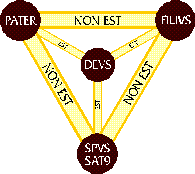 PATER
NON EST
FILIVS
EST
EST
DEVS
NON EST
EST
NON EST
SPVS
SAT9